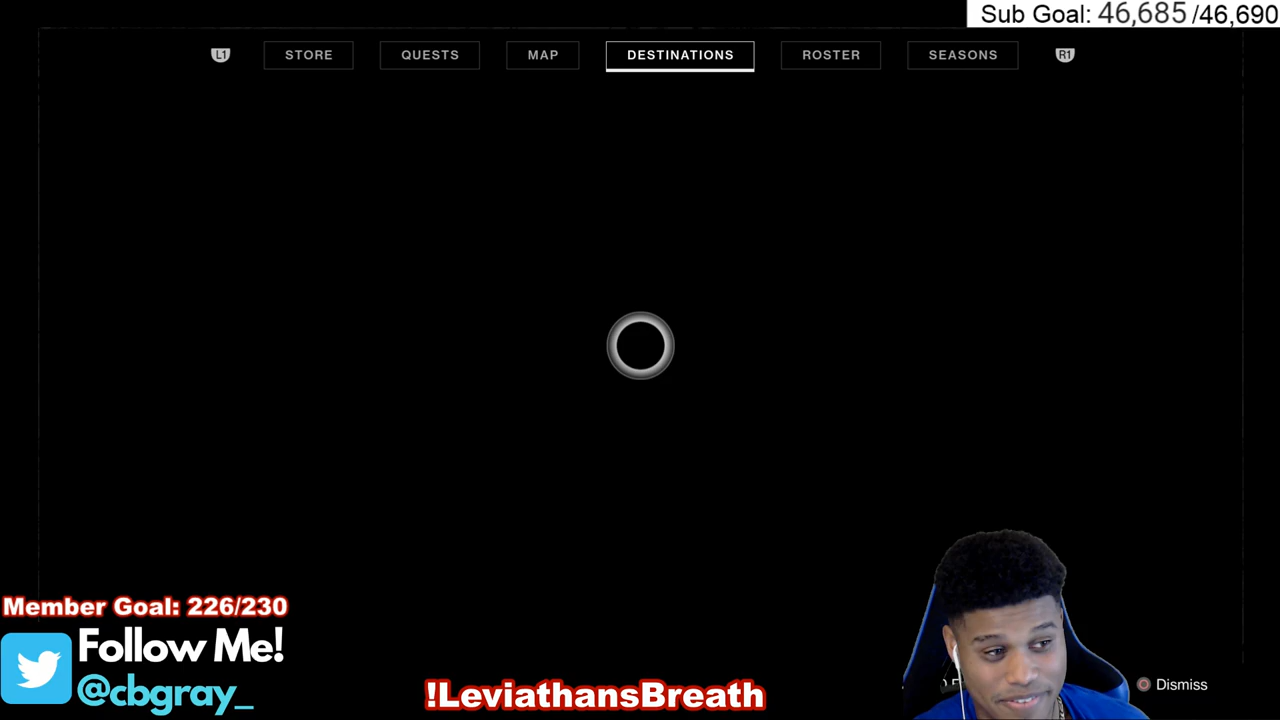 Sub Goal: 46,685 /46,690
L1 STORE QUESTS MAP DESTINATIONS ROSTER SEASONS R1
Member Goal: 226/230
Follow Me!
@cbgray_
!LeviathansBreath
Dismiss